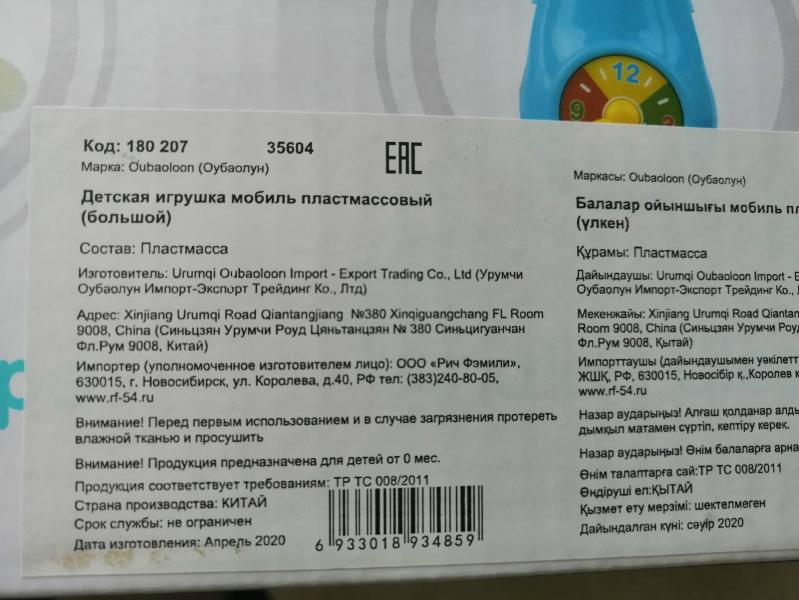 12
Код: 180 207 35604
EAC
Марка: Oubaoloon (Оубаолун)
Детская игрушка мобиль пластмассовый
(большой)
Состав: Пластмасса
Изготовитель: Urumqi Oubaoloon Import - Export Trading Co., Ltd (Урумчи
Оубаолун Импорт-Экспорт Трейдинг Ко., Лтд)
Адрес: Xinjiang Urumqi Road Qiantangjiang №380 Xinqiguangchang FL Room
9008, China (Синьцзян Урумчи Роуд Цяньтанцзян № 380 Синьцигуанчан
Фл.Рум 9008, Китай)
Импортер (уполномоченное изготовителем лицо): ООО «Рич Фэмили»,
630015, г. Новосибирск, ул. Королева, д.40, РФ тел: (383)240-80-05,
www.rf-54.ru
Внимание! Перед первым использованием и в случае загрязнения протереть
влажной тканью и просушить
Внимание! Продукция предназначена для детей от 0 мес.
Продукция соответствует требованиям: ТР ТС 008/2011
Страна производства: КИТАЙ
Срок службы: не ограничен
Дата изготовления: Апрель 2020
6 933018 934859
Маркасы: Oubaoloon (Оубаолун)
Балалар ойыншығы мобиль
(үлкен)
Құрамы: Пластмасса
Дайындаушы: Urumqi Oubaoloon Import -
Оубаолун Импорт-Экспорт Трейдинг Ко.,
Мекенжайы: Xinjiang Urumqi Road Qiantan
Room 9008, China (Синьцзян Урумчи Роуд
Фл.Рум 9008, Қытай)
Импорттаушы (дайындаушымен уәкілетт
ЖШҚ, РФ, 630015, Новосібір қ.,Королев к
www.rf-54.ru
Назар аударыңыз! Алғаш қолданар алды
дымқыл матамен сүртіп, кептіру керек.
Назар аударыңыз! Өнім балаларға арна
Өнім талаптарға сай:ТР ТС 008/2011
Өндіруші ел:ҚЫТАЙ
Қызмет ету мерзімі: шектелмеген
Дайындалған күні: сәуір 2020